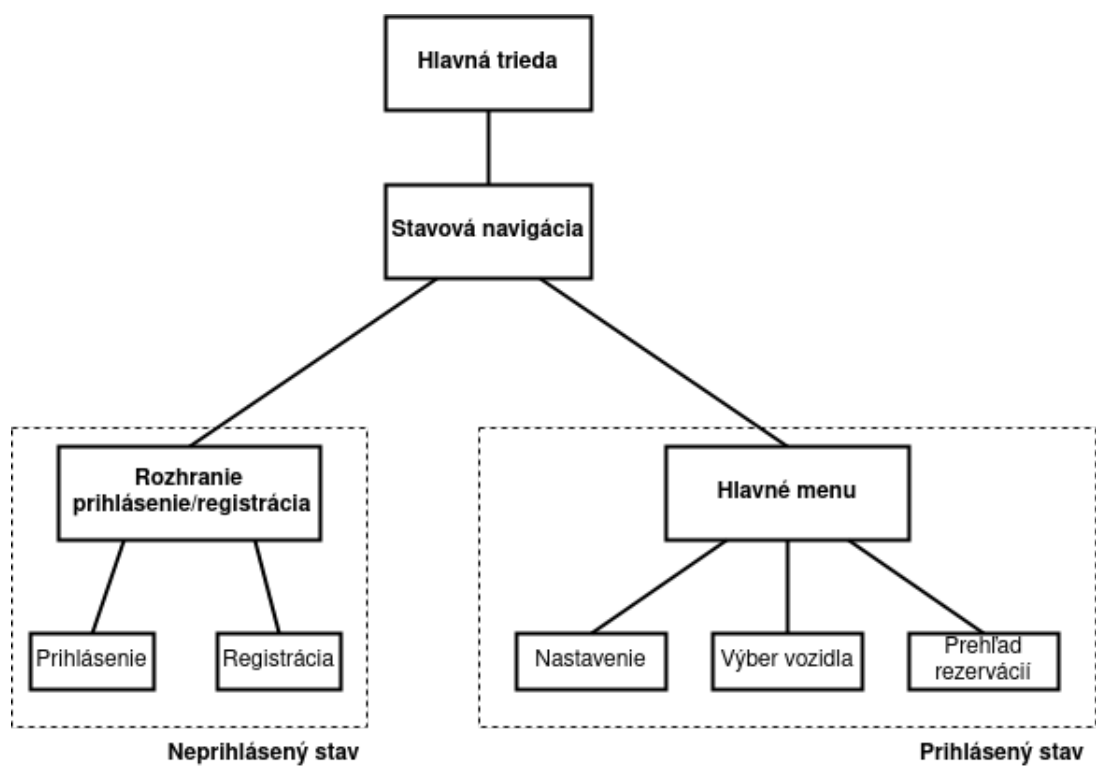 Hlavná trieda
Stavová navigácia
Rozhranie
prihlásenie/registrácia
Hlavné menu
Prihlásenie
Registrácia
Nastavenie
Výber vozidla
Prehľad
rezervácií
Neprihlásený stav
Prihlásený stav